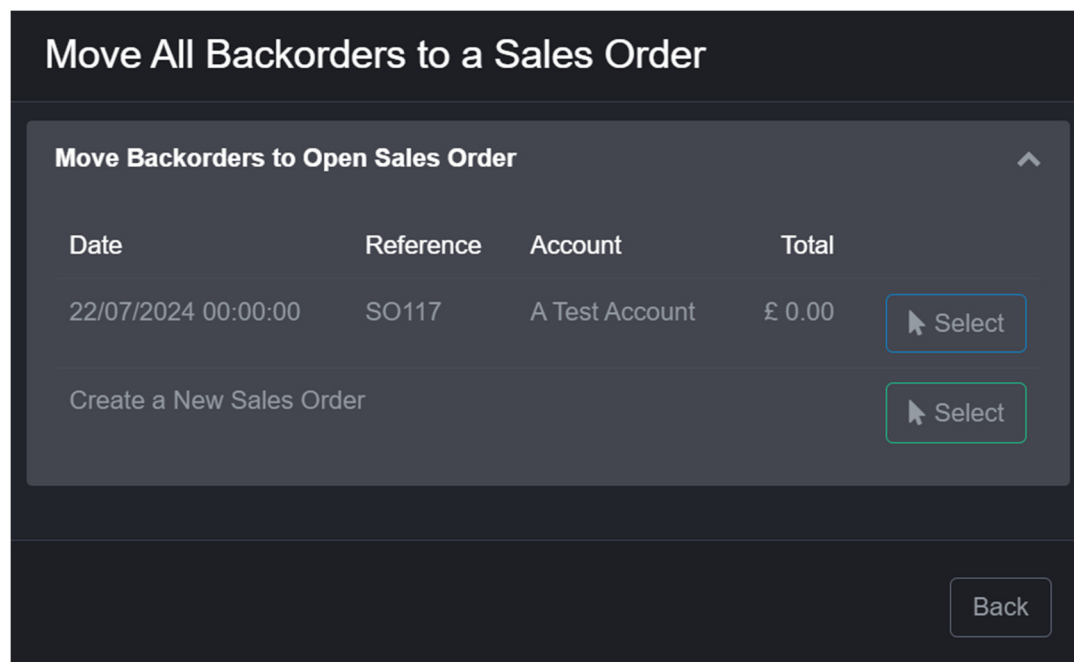 Move All Backorders to a Sales Order
Move Backorders to Open Sales Order
Date Reference Account Total
22/07/2024 00:00:00 SO117 A Test Account £ 0.00 Select
Create a New Sales Order Select
Back